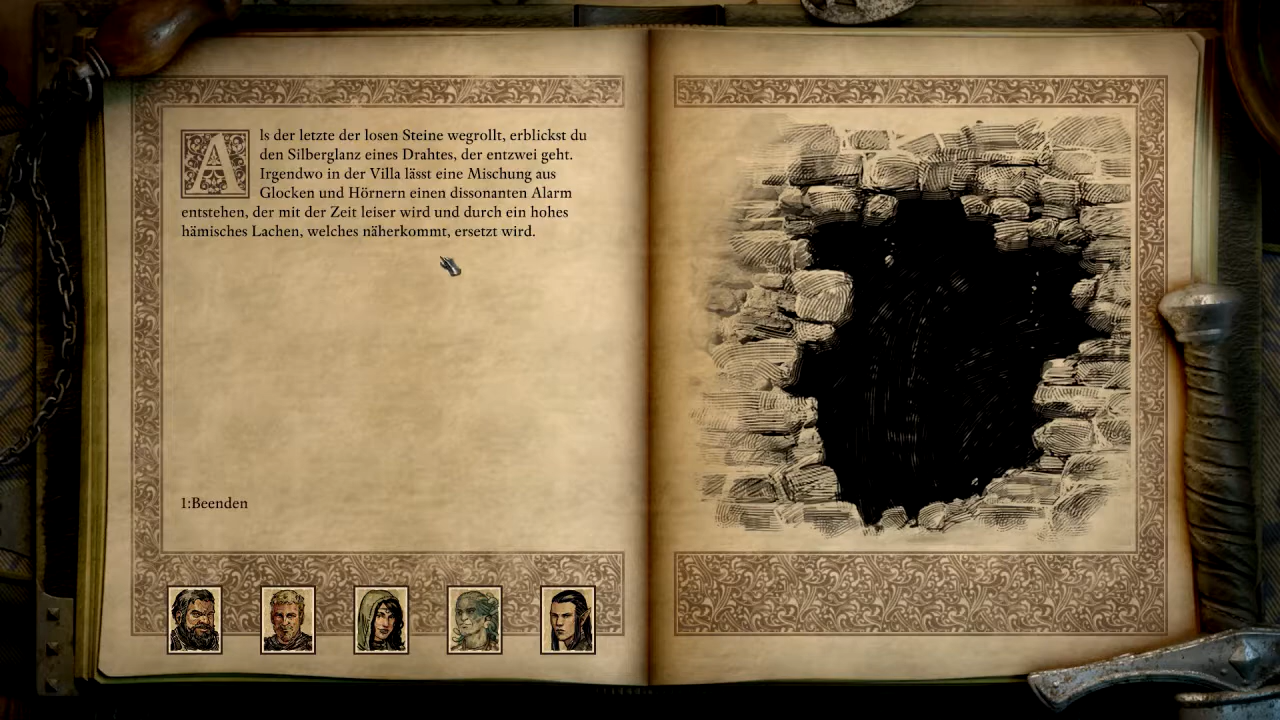 Als der letzte der losen Steine wegrollt, erblickst du
den Silberglanz eines Drahtes, der entzwei geht.
Irgendwo in der Villa lässt eine Mischung aus
Glocken und Hörnern einen dissonanten Alarm
entstehen, der mit der Zeit leiser wird und durch ein hohes
hämisches Lachen, welches näherkommt, ersetzt wird.
1:Beenden